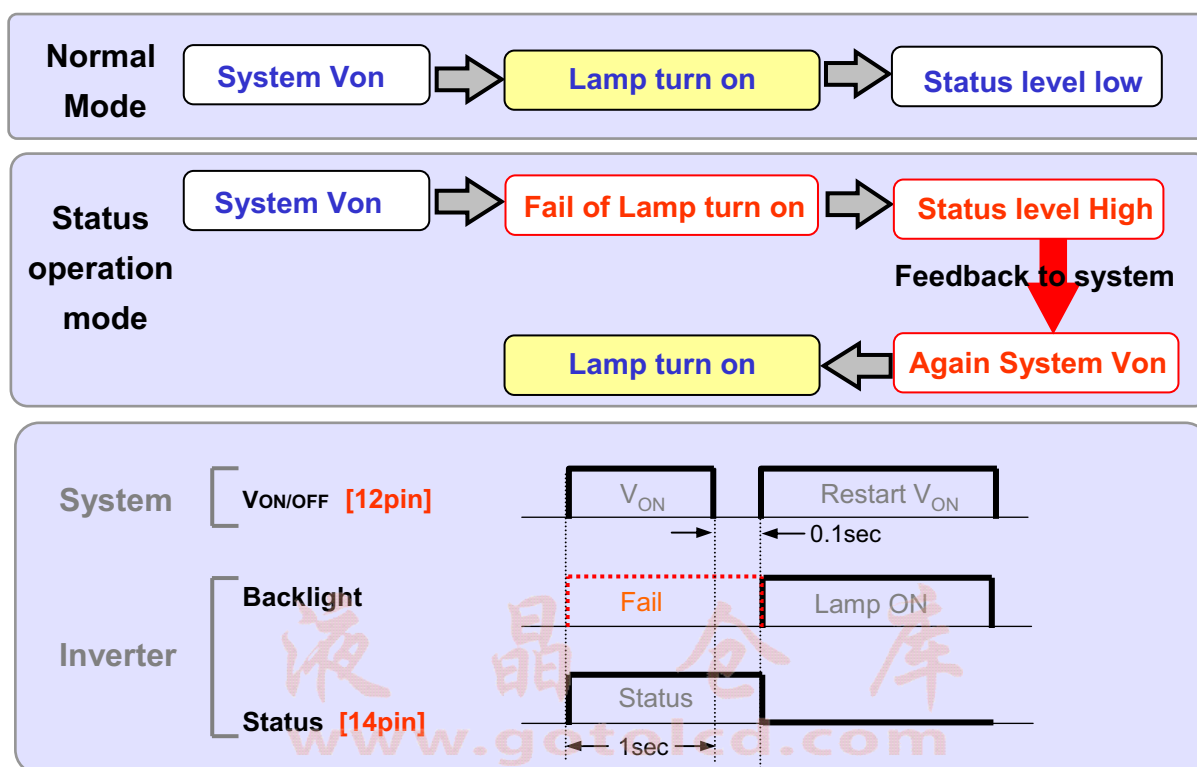 Normal
Mode
System Von
Lamp turn on
Status level low
Status
operation
mode
System Von
Fail of Lamp turn on
Status level High
Feedback to system
Lamp turn on
Again System Von
System
VON/OFF [12pin]
VON
Restart VON
0.1sec
Inverter
Backlight
Fail
Lamp ON
Status [14pin]
Status
1sec
液晶仓库
www.gotolcd.com